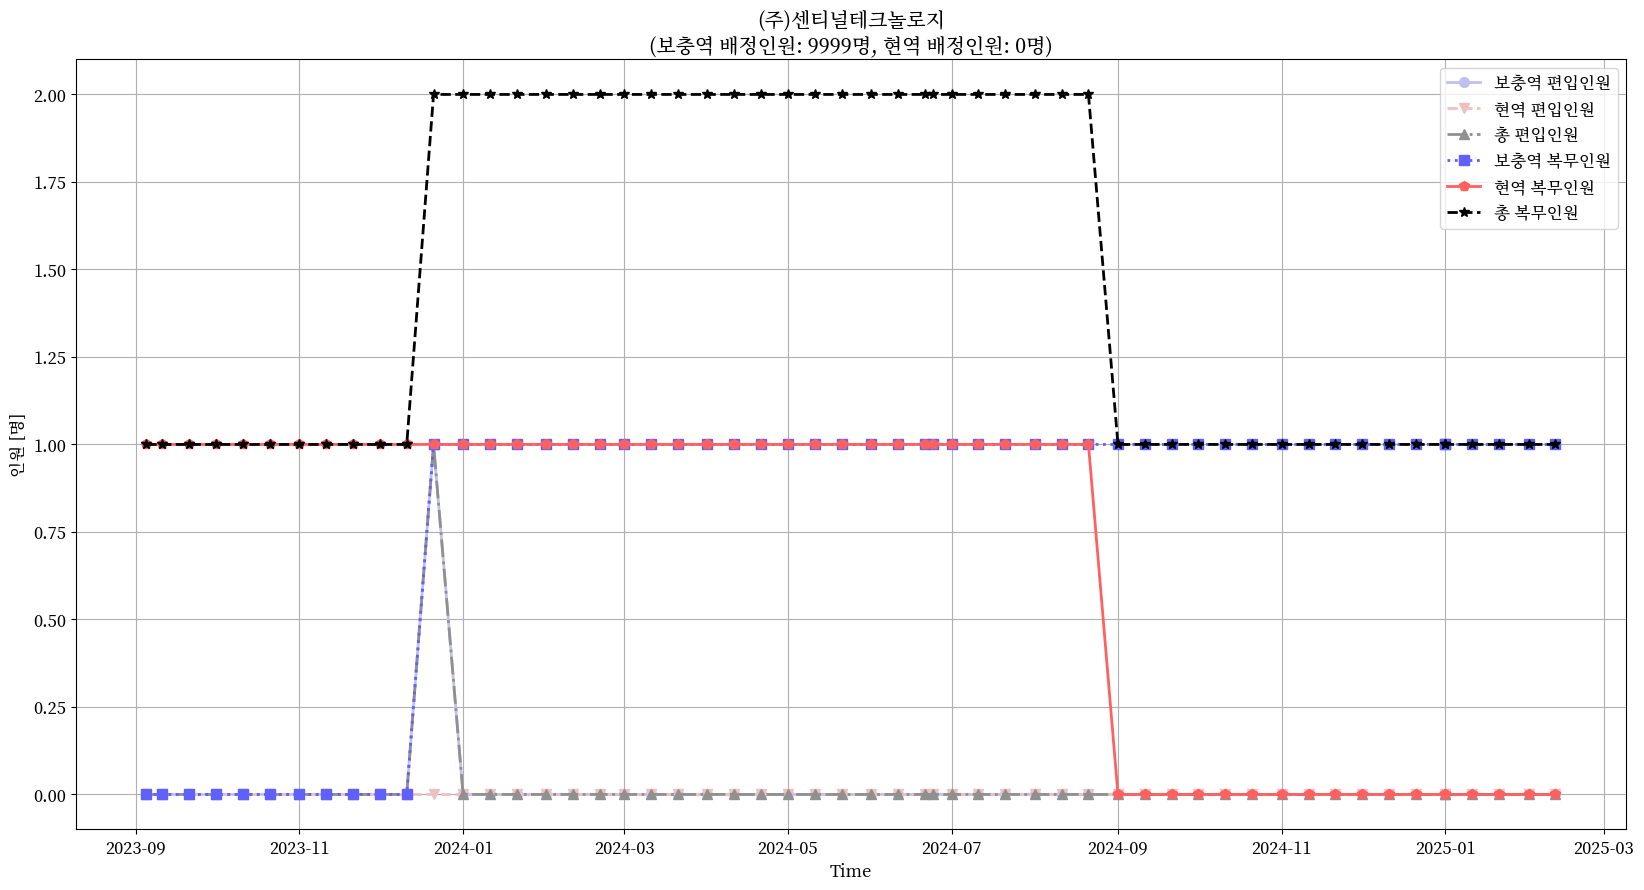 (주)센티널테크놀로지
(보충역 배정인원: 9999명, 현역 배정인원: 0명)
보충역 편입인원
현역 편입인원
총 편입인원
보충역 복무인원
현역 복무인원
총 복무인원
2.00
1.75
1.50
1.25
1.00
0.75
0.50
0.25
0.00
인원 [명]
2023-09 2023-11 2024-01 2024-03 2024-05 2024-07 2024-09 2024-11 2025-01 2025-03
Time